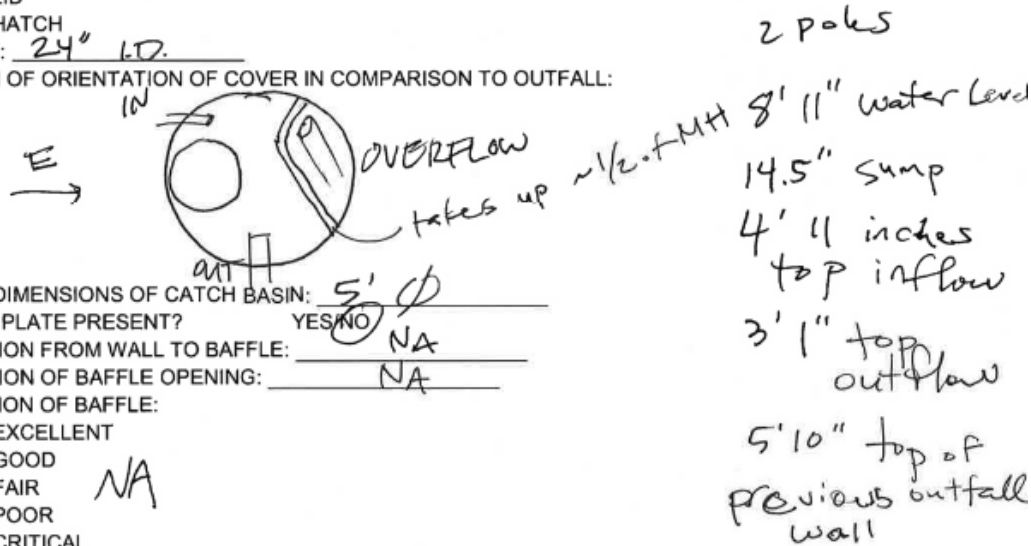 HATCH
: 24" I.D.
OF ORIENTATION OF COVER IN COMPARISON TO OUTFALL:
IN
E
OVERFLOW
takes up ~1/2 of MH
OUT
DIMENSIONS OF CATCH BASIN: 5' Ø
PLATE PRESENT? YES/NO
ION FROM WALL TO BAFFLE: NA
ION OF BAFFLE OPENING: NA
ION OF BAFFLE:
EXCELLENT
GOOD
FAIR
NA
POOR
CRITICAL
2 poles
8' 11" water Level
14.5" sump
4' 11 inches
top inflow
3' 1" top
outflow
5'10" top of
previous outfall
wall